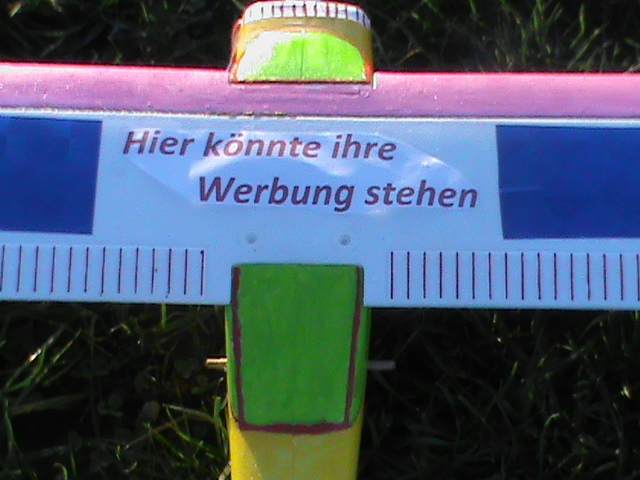 Hier könnte ihre
Werbung stehen